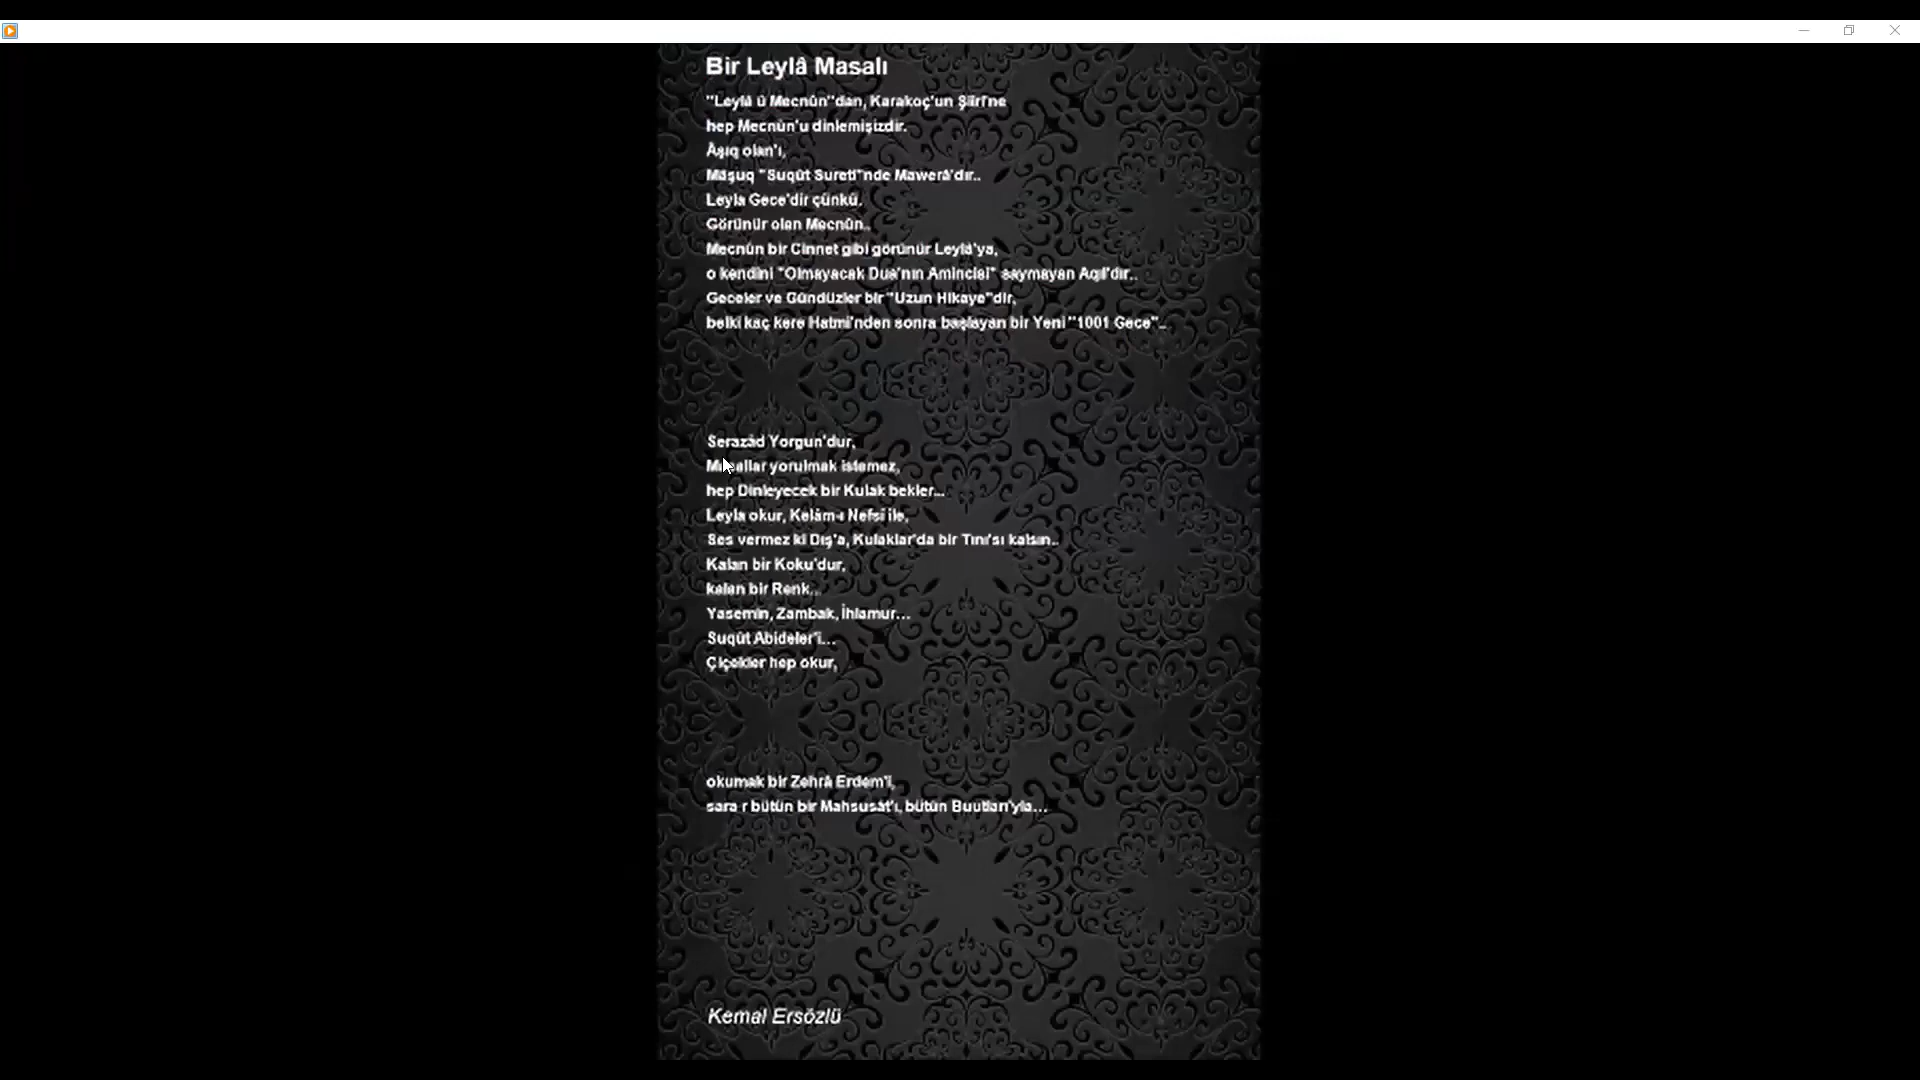 Bir Leylâ Masalı
"Leylâ û Mecnûn"dan, Karakoç'un Şiiri'ne
hep Mecnûn'u dinlemişizdir.
Âşıq olan'ı,
Mâşuq "Suqût Sureti"nde Mawerâ'dır..
Leyla Gece'dir çünkü.
Görünür olan Mecnûn..
Mecnûn bir Cinnet gibi görünür Leylâ'ya,
o kendini "Olmayacak Dua'nın Amincisi" saymayan Aqil'dır..
Geceler ve Gündüzler bir "Uzun Hikaye"dir,
belki kaç kere Hatmi'nden sonra başlayan bir Yeni "1001 Gece"..
Serazâd Yorgun'dur,
Masallar yorulmak istemez,
hep Dinleyecek bir Kulak bekler...
Leyla okur, Kelâm-ı Nefsî ile,
Ses vermez ki Dış'a, Kulaklar'da bir Tını'sı kalsın..
Kalan bir Koku'dur,
kalan bir Renk...
Yasemin, Zambak, İhlamur...
Suqût Abideler'i...
Çiçekler hep okur,
okumak bir Zehrâ Erdem'i,
sara r bütün bir Mahsusât'ı, bütün Buutları'yla...
Kemal Ersözlü